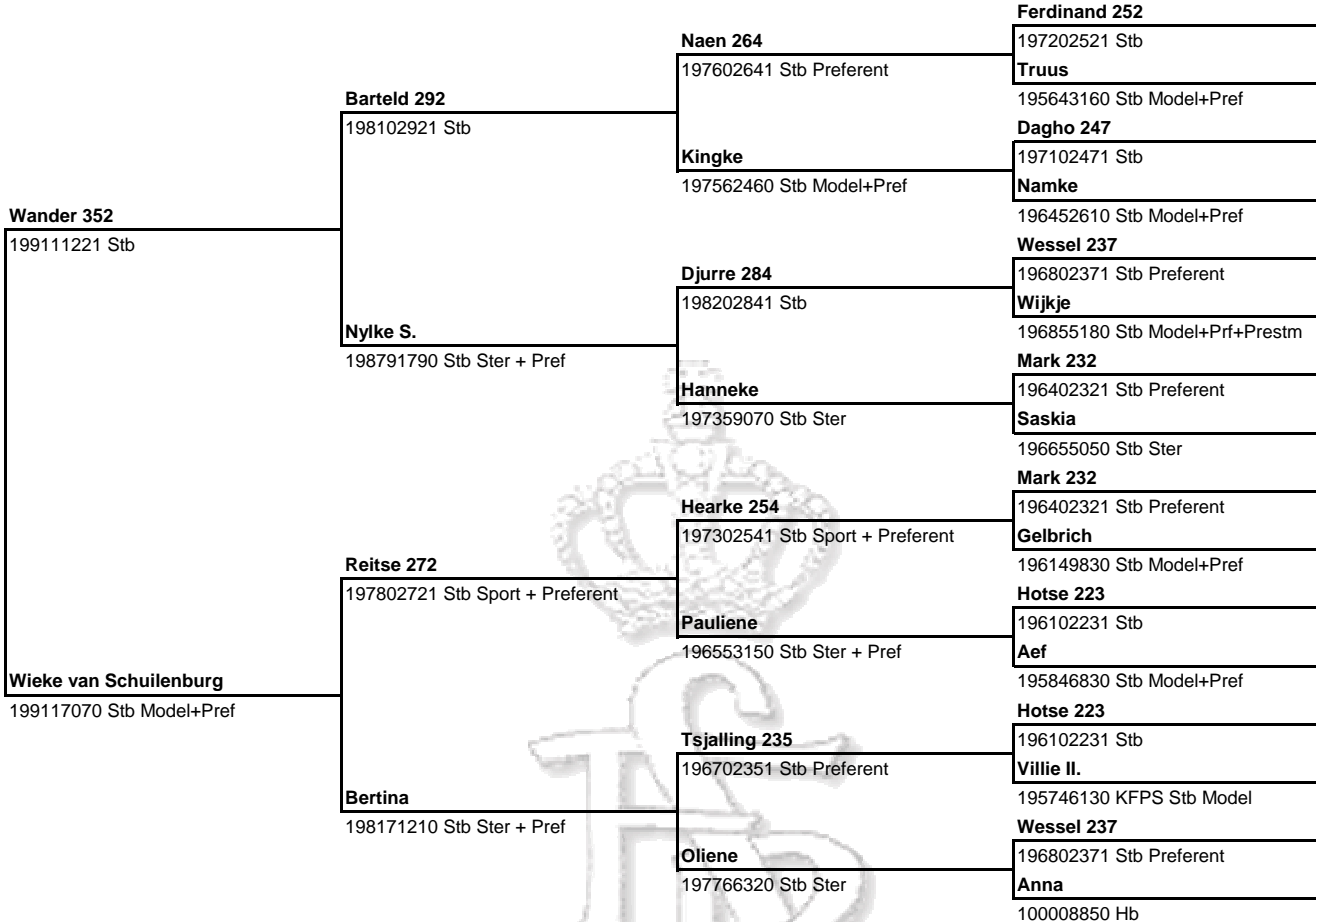 Ferdinand 252
Naen 264
197202521 Stb
197602641 Stb Preferent
Truus
Barteld 292
195643160 Stb Model+Pref
198102921 Stb
Dagho 247
Kingke
197102471 Stb
197562460 Stb Model+Pref
Namke
Wander 352
196452610 Stb Model+Pref
199111221 Stb
Wessel 237
Djurre 284
196802371 Stb Preferent
198202841 Stb
Wijkje
Nylke S.
196855180 Stb Model+Prf+Prestm
198791790 Stb Ster + Pref
Mark 232
Hanneke
196402321 Stb Preferent
197359070 Stb Ster
Saskia
196655050 Stb Ster
Mark 232
Hearke 254
196402321 Stb Preferent
197302541 Stb Sport + Preferent
Gelbrich
Reitse 272
196149830 Stb Model+Pref
197802721 Stb Sport + Preferent
Hotse 223
Pauliene
196102231 Stb
196553150 Stb Ster + Pref
Aef
Wieke van Schuilenburg
195846830 Stb Model+Pref
199117070 Stb Model+Pref
Hotse 223
Tsjalling 235
196102231 Stb
196702351 Stb Preferent
Villie II.
Bertina
195746130 KFPS Stb Model
198171210 Stb Ster + Pref
Wessel 237
Oliene
196802371 Stb Preferent
197766320 Stb Ster
Anna
100008850 Hb